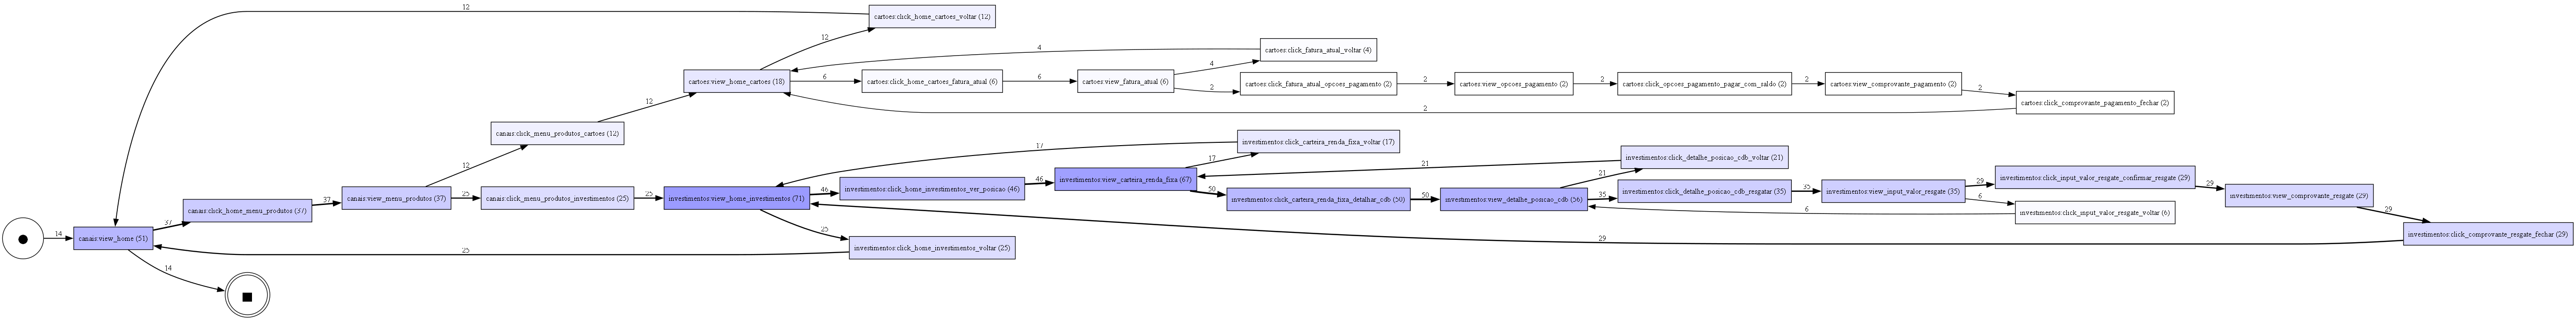 12
cartoes:click_home_cartoes_voltar (12)
12
4
cartoes:click_fatura_atual_voltar (4)
cartoes:view_home_cartoes (18)
6
cartoes:click_home_cartoes_fatura_atual (6)
6
cartoes:view_fatura_atual (6)
4
2
cartoes:click_fatura_atual_opcoes_pagamento (2)
2
cartoes:view_opcoes_pagamento (2)
2
cartoes:click_opcoes_pagamento_pagar_com_saldo (2)
2
cartoes:view_comprovante_pagamento (2)
2
cartoes:click_comprovante_pagamento_fechar (2)
2
12
canais:click_menu_produtos_cartoes (12)
12
17
investimentos:click_carteira_renda_fixa_voltar (17)
17
21
investimentos:click_detalhe_posicao_cdb_voltar (21)
14
canais:view_home (51)
37
canais:click_home_menu_produtos (37)
37
canais:view_menu_produtos (37)
25
canais:click_menu_produtos_investimentos (25)
25
investimentos:view_home_investimentos (71)
46
investimentos:click_home_investimentos_ver_posicao (46)
46
investimentos:view_carteira_renda_fixa (67)
50
investimentos:click_carteira_renda_fixa_detalhar_cdb (50)
50
investimentos:view_detalhe_posicao_cdb (56)
21
35
investimentos:click_detalhe_posicao_cdb_resgatar (35)
35
investimentos:view_input_valor_resgate (35)
29
investimentos:click_input_valor_resgate_confirmar_resgate (29)
29
investimentos:view_comprovante_resgate (29)
29
6
investimentos:click_input_valor_resgate_voltar (6)
6
investimentos:click_comprovante_resgate_fechar (29)
29
25
investimentos:click_home_investimentos_voltar (25)
25
14